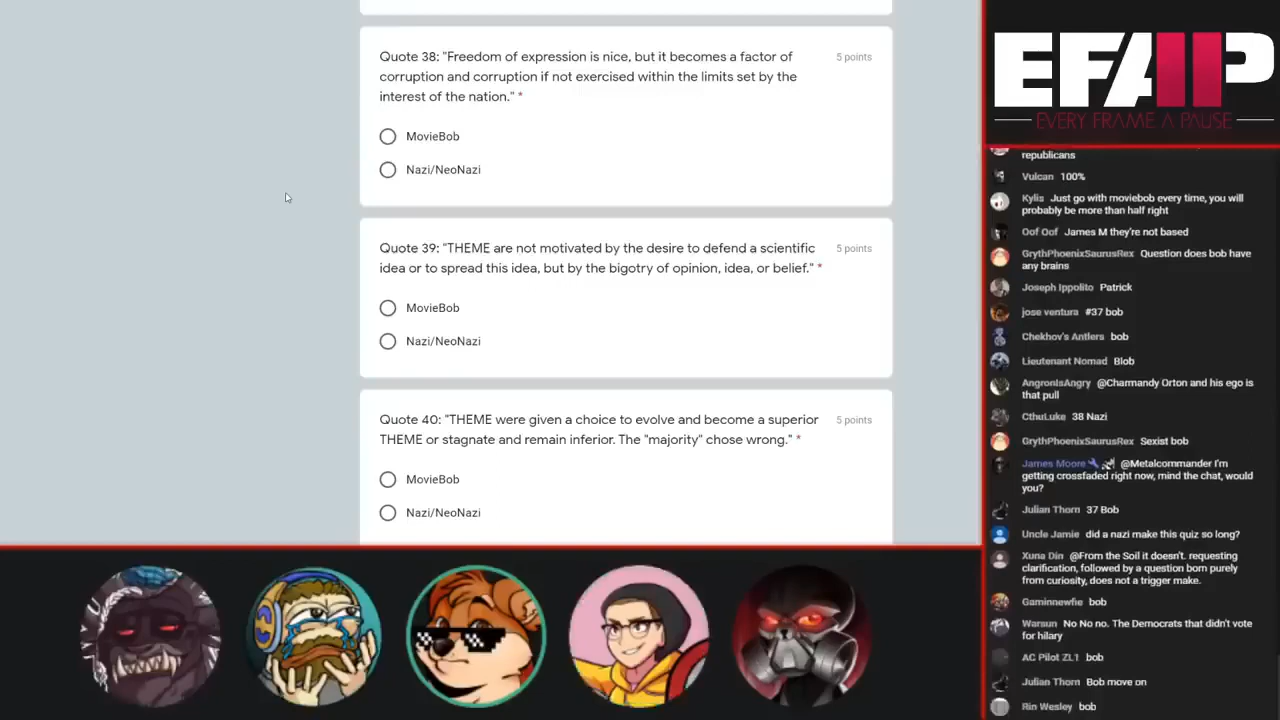 Quote 38: "Freedom of expression is nice, but it becomes a factor of
corruption and corruption if not exercised within the limits set by the
interest of the nation." *
5 points
MovieBob
Nazi/NeoNazi
Quote 39: "THEME are not motivated by the desire to defend a scientific
idea or to spread this idea, but by the bigotry of opinion, idea, or belief." *
5 points
MovieBob
Nazi/NeoNazi
Quote 40: "THEME were given a choice to evolve and become a superior
THEME or stagnate and remain inferior. The "majority" chose wrong." *
5 points
MovieBob
Nazi/NeoNazi
EFAP
EVERY FRAME A PAUSE
republicans
Vulcan 100%
Kylis Just go with moviebob every time, you will
probably be more than half right
Oof Oof James M they're not based
GrythPhoenixSaurusRex Question does bob have
any brains
Joseph Ippolito Patrick
jose ventura #37 bob
Chekhov's Antlers bob
Lieutenant Nomad Blob
AngronIsAngry @Charmandy Orton and his ego is
that pull
CthuLuke 38 Nazi
GrythPhoenixSaurusRex Sexist bob
James Moore @Metalcommander I'm
getting crossfaded right now, mind the chat, would
you?
Julian Thorn 37 Bob
Uncle Jamie did a nazi make this quiz so long?
Xuna Din @From the Soil it doesn't. requesting
clarification, followed by a question born purely
from curiosity, does not a trigger make.
Gaminnewfie bob
Warsun No No no. The Democrats that didn't vote
for hilary
AC Pilot ZL1 bob
Julian Thorn Bob move on
Rin Wesley bob